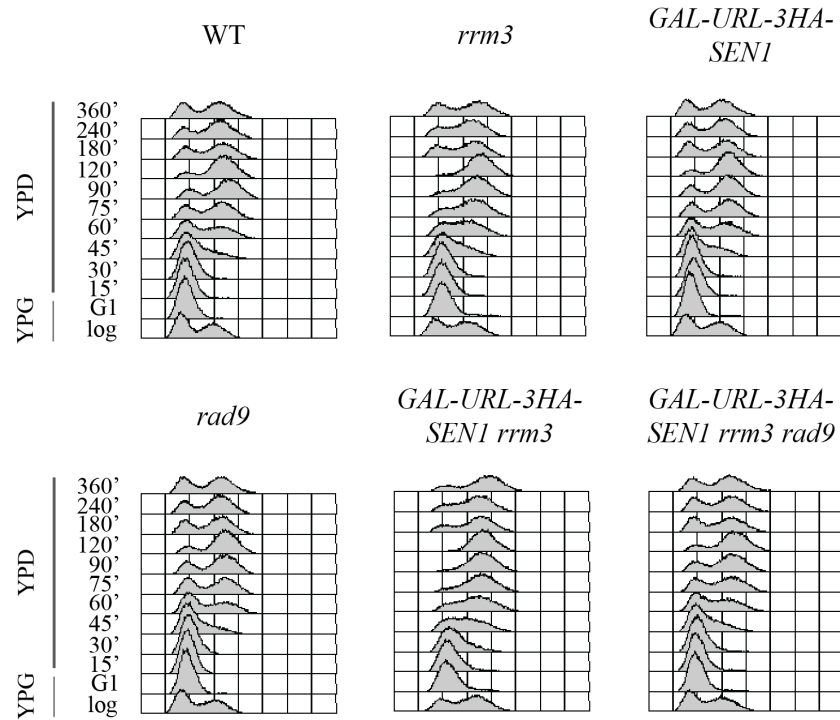 WT
rrm3
GAL-URL-3HA-
SEN1
YPD
360’
240’
180’
120’
90’
75’
60’
45’
30’
15’
YPG
G1
log
rad9
GAL-URL-3HA-
SEN1 rrm3
GAL-URL-3HA-
SEN1 rrm3 rad9
YPD
360’
240’
180’
120’
90’
75’
60’
45’
30’
15’
YPG
G1
log